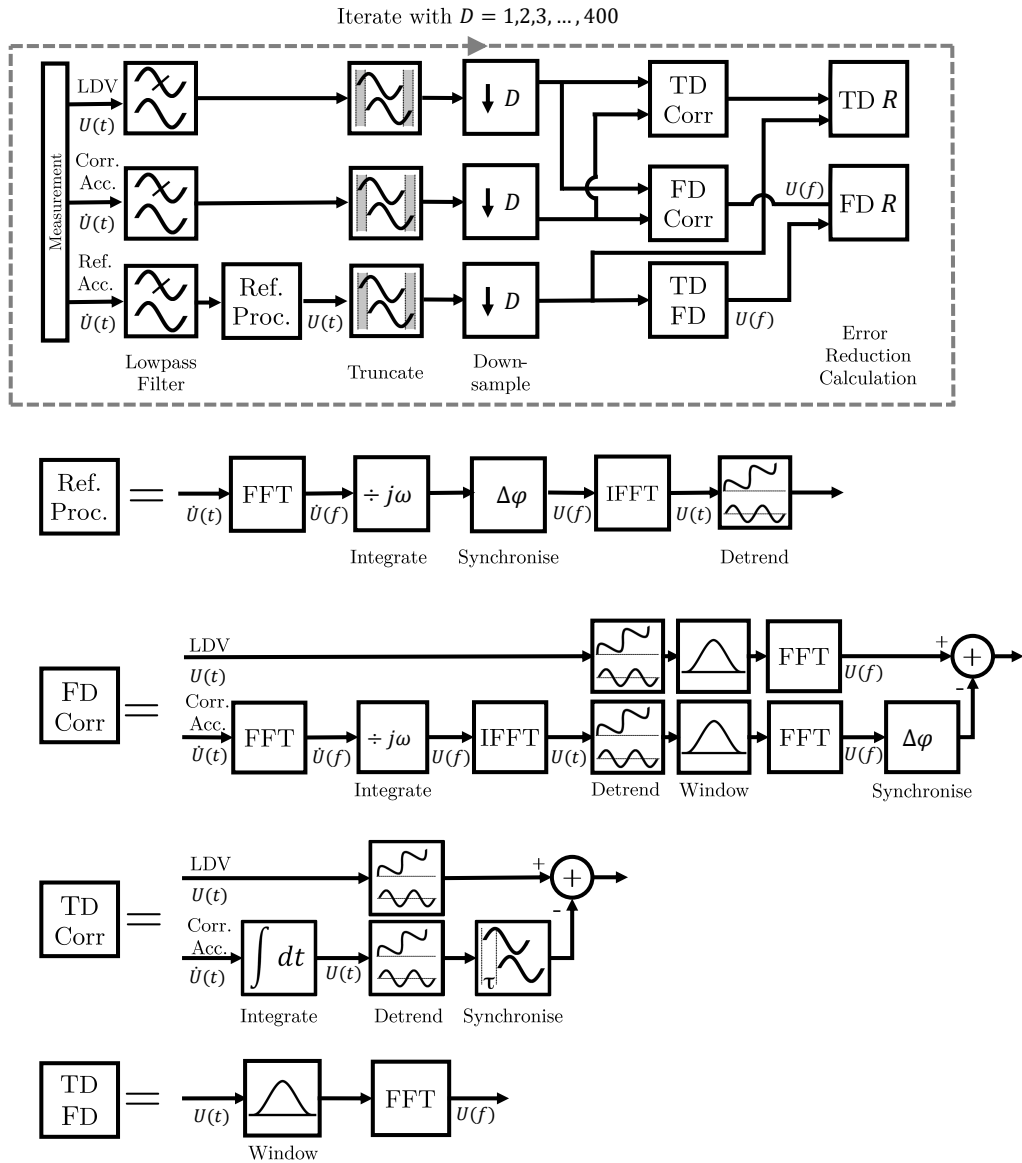 Iterate with D = 1,2,3, … , 400
Measurement
LDV
U(t)
↓ D
TD
Corr
TD R
Corr.
Acc.
U̇(t)
↓ D
FD
Corr
U(f)
FD R
Ref.
Acc.
U̇(t)
Ref.
Proc.
U(t)
↓ D
TD
FD
U(f)
Lowpass
Filter
Truncate
Down-
sample
Error
Reduction
Calculation
Ref.
Proc.
=
U̇(t)
FFT
U̇(f)
÷ jω
Δφ
U(f)
IFFT
U(t)
Integrate
Synchronise
Detrend
FD
Corr
=
LDV
U(t)
FFT
U(f)
+
+
-
Corr.
Acc.
U̇(t)
FFT
U̇(f)
÷ jω
U(f)
IFFT
U(t)
FFT
U(f)
Δφ
Integrate
Detrend
Window
Synchronise
TD
Corr
=
LDV
U(t)
+
+
-
Corr.
Acc.
U̇(t)
∫ dt
U(t)
τ
Integrate
Detrend
Synchronise
TD
FD
=
U(t)
FFT
U(f)
Window